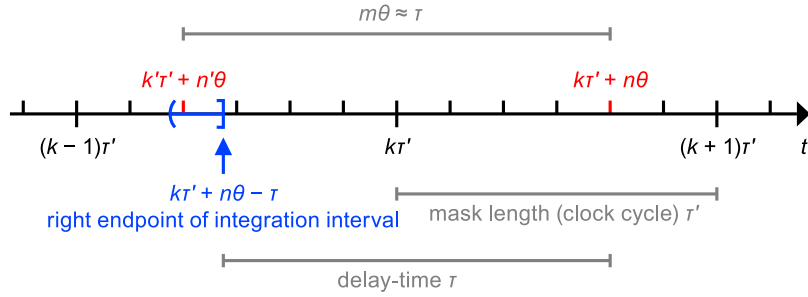 mθ ≈ τ
k'τ' + n'θ
kτ' + nθ
(k − 1)τ'
kτ'
(k + 1)τ'
t
kτ' + nθ − τ
right endpoint of integration interval
mask length (clock cycle) τ'
delay-time τ